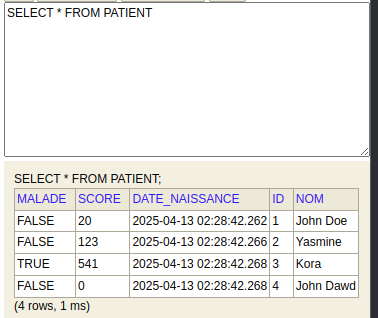 SELECT * FROM PATIENT
SELECT * FROM PATIENT;
MALADE SCORE DATE_NAISSANCE ID NOM
FALSE 20 2025-04-13 02:28:42.262 1 John Doe
FALSE 123 2025-04-13 02:28:42.266 2 Yasmine
TRUE 541 2025-04-13 02:28:42.268 3 Kora
FALSE 0 2025-04-13 02:28:42.268 4 John Dawd
(4 rows, 1 ms)